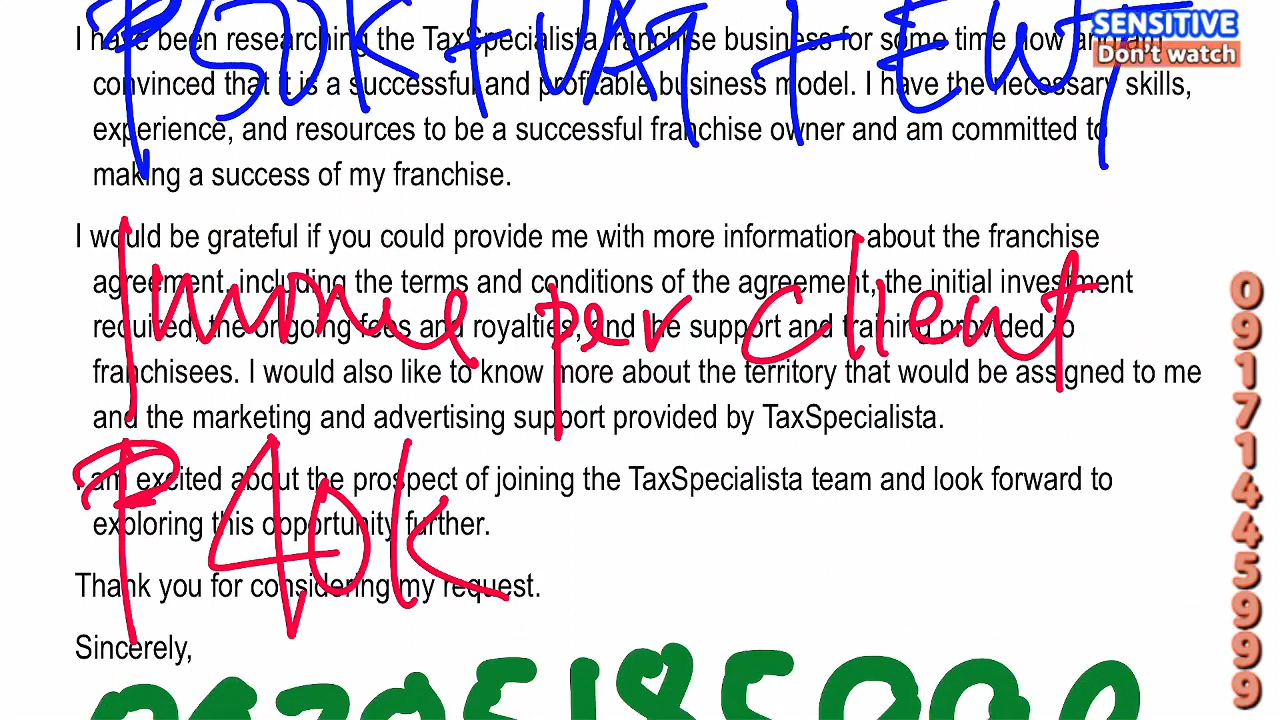 ₱50K + VAT + EWT
SENSITIVE
Don't watch
I have been researching the TaxSpecialista franchise business for some time now and am
convinced that it is a successful and profitable business model. I have the necessary skills,
experience, and resources to be a successful franchise owner and am committed to
making a success of my franchise.
I would be grateful if you could provide me with more information about the franchise
agreement, including the terms and conditions of the agreement, the initial investment
required, the ongoing fees and royalties, and the support and training provided to
franchisees. I would also like to know more about the territory that would be assigned to me
and the marketing and advertising support provided by TaxSpecialista.
Income per client
₱40K
I am excited about the prospect of joining the TaxSpecialista team and look forward to
exploring this opportunity further.
Thank you for considering my request.
Sincerely,
09171445999